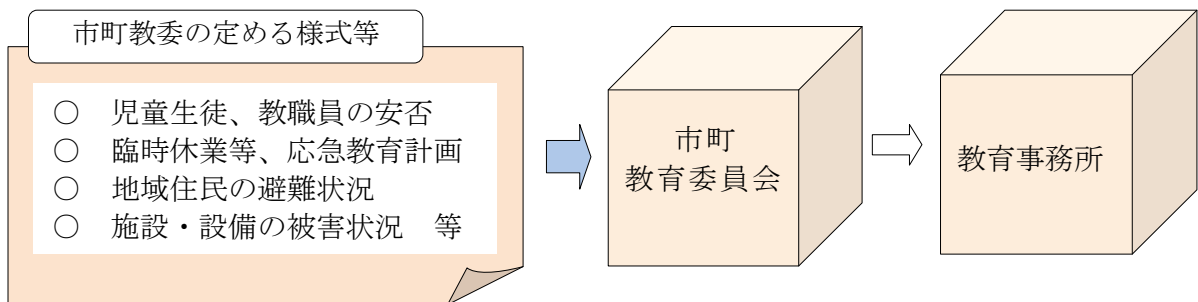 市町教委の定める様式等
○ 児童生徒、教職員の安否
○ 臨時休業等、応急教育計画
○ 地域住民の避難状況
○ 施設・設備の被害状況　等
市町
教育委員会
教育事務所